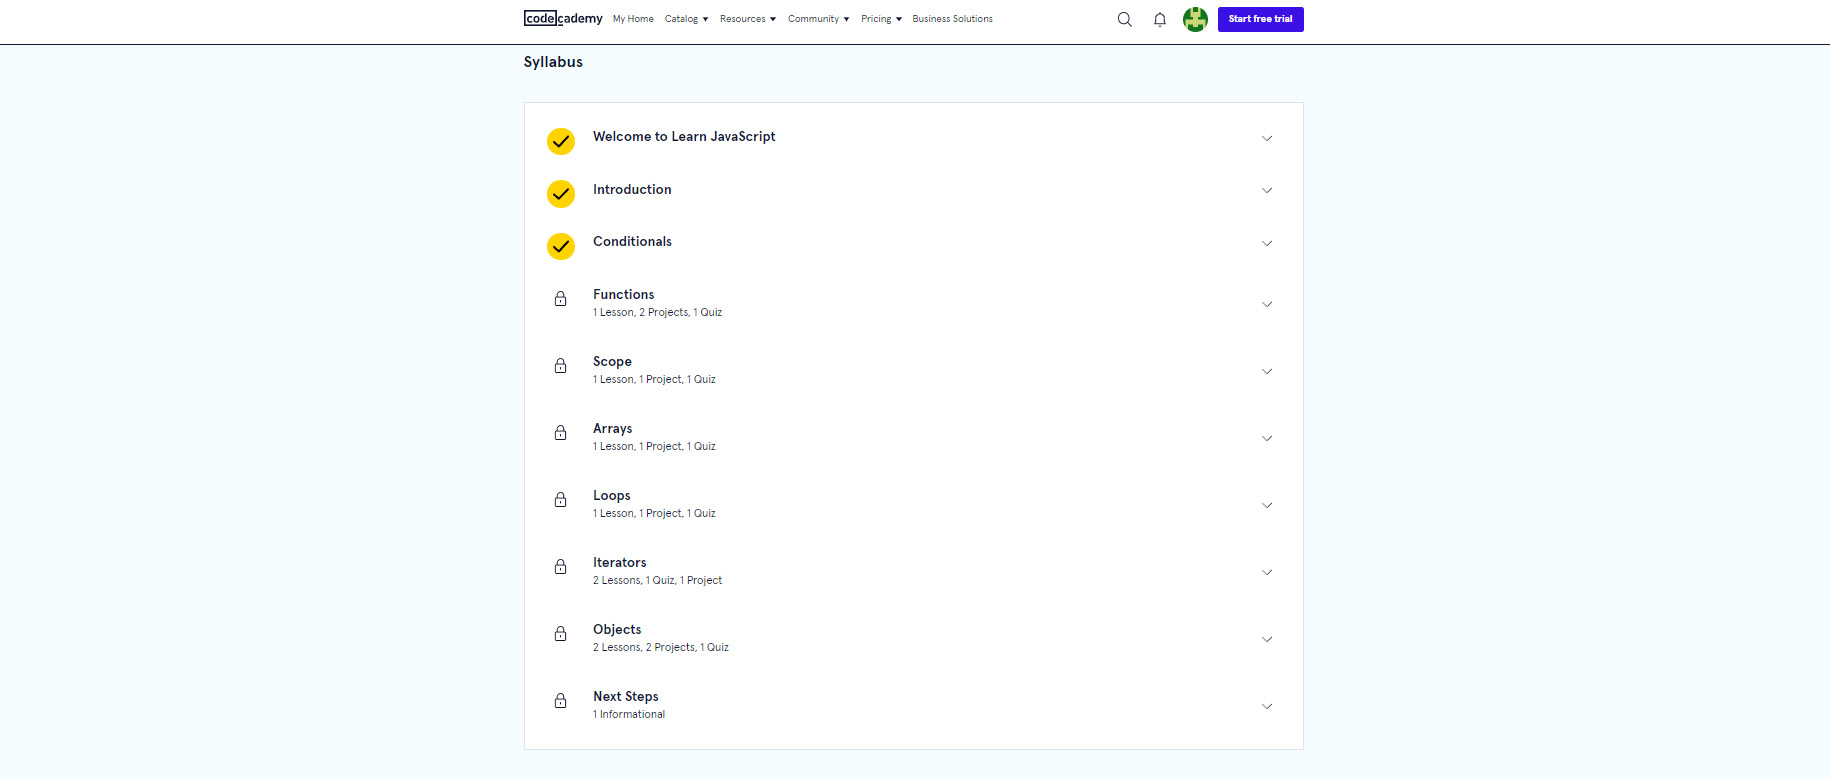 codecademy My Home Catalog Resources Community Pricing Business Solutions Start free trial
Syllabus
Welcome to Learn JavaScript
Introduction
Conditionals
Functions
1 Lesson, 2 Projects, 1 Quiz
Scope
1 Lesson, 1 Project, 1 Quiz
Arrays
1 Lesson, 1 Project, 1 Quiz
Loops
1 Lesson, 1 Project, 1 Quiz
Iterators
2 Lessons, 1 Quiz, 1 Project
Objects
2 Lessons, 2 Projects, 1 Quiz
Next Steps
1 Informational